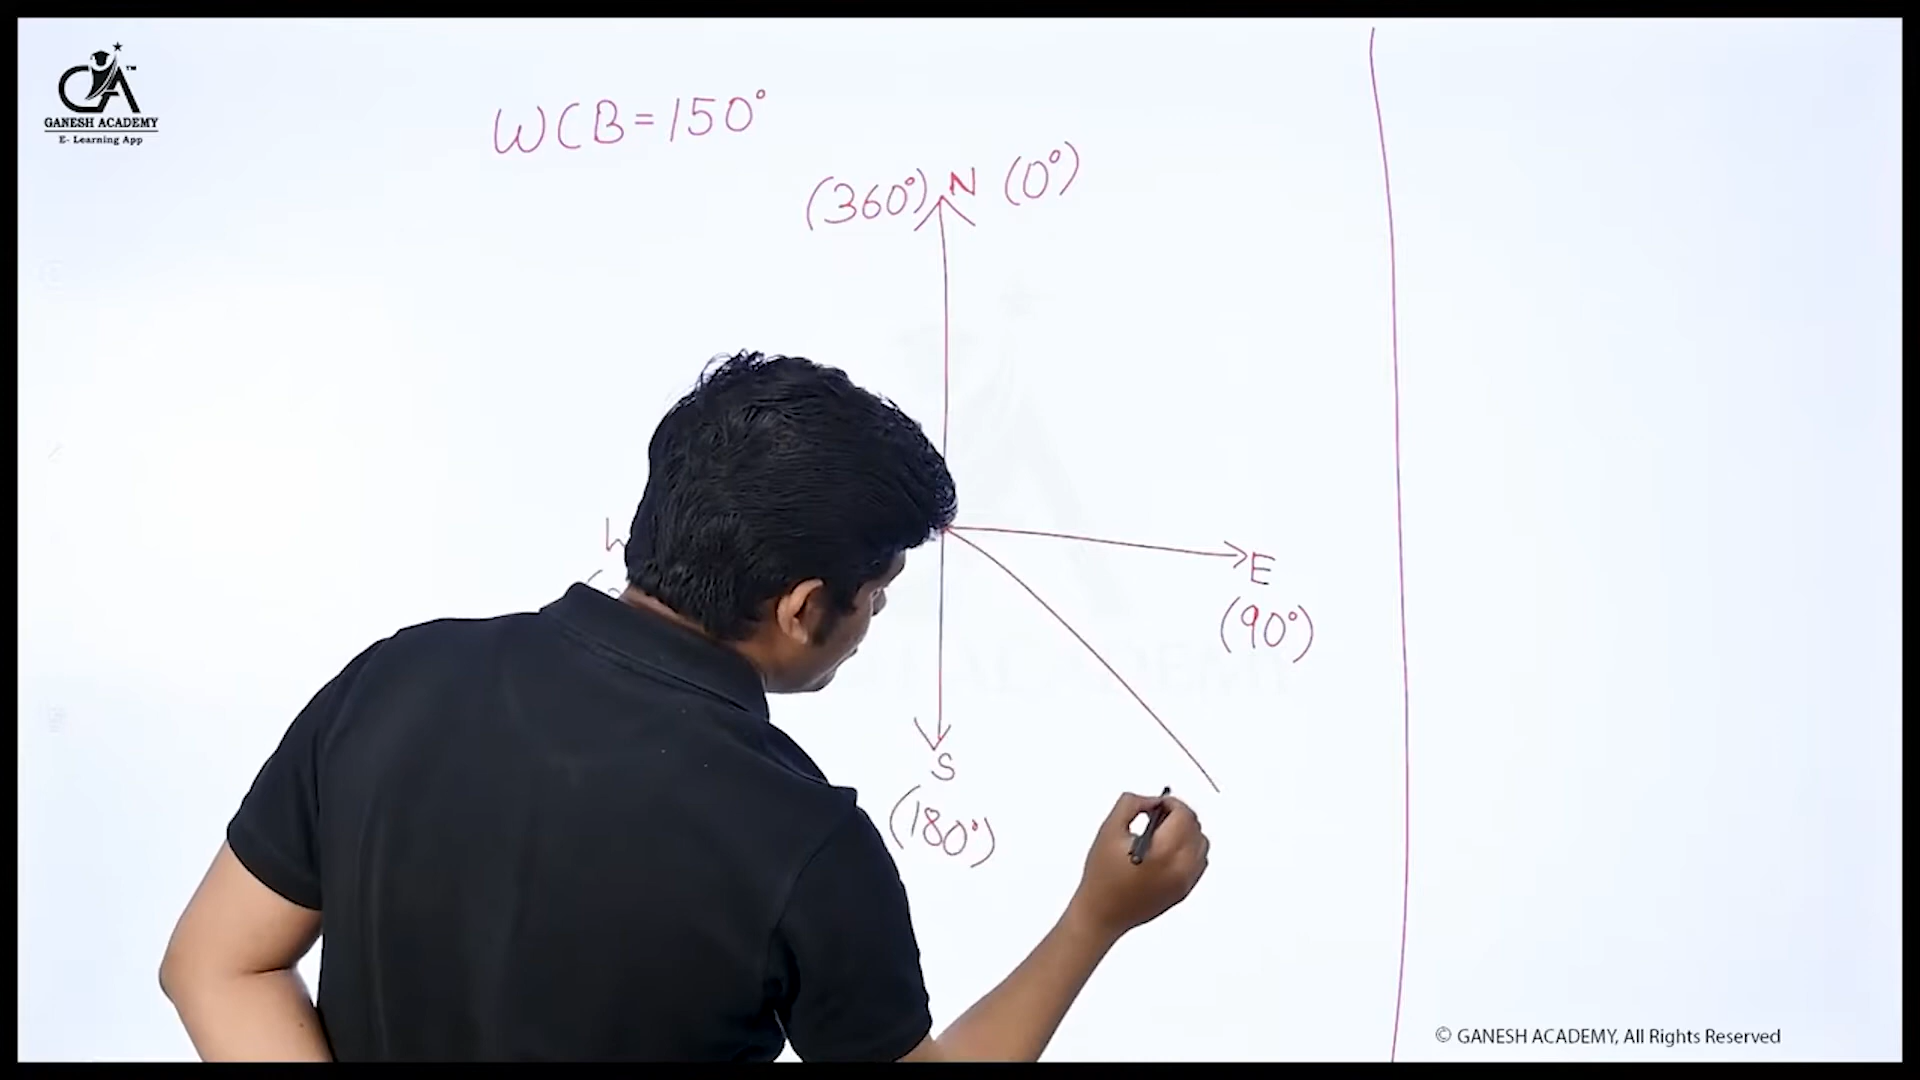 GANESH ACADEMY
E- Learning App
WCB=150°
(360°) N (0°)
E
(90°)
S
(180°)
© GANESH ACADEMY, All Rights Reserved